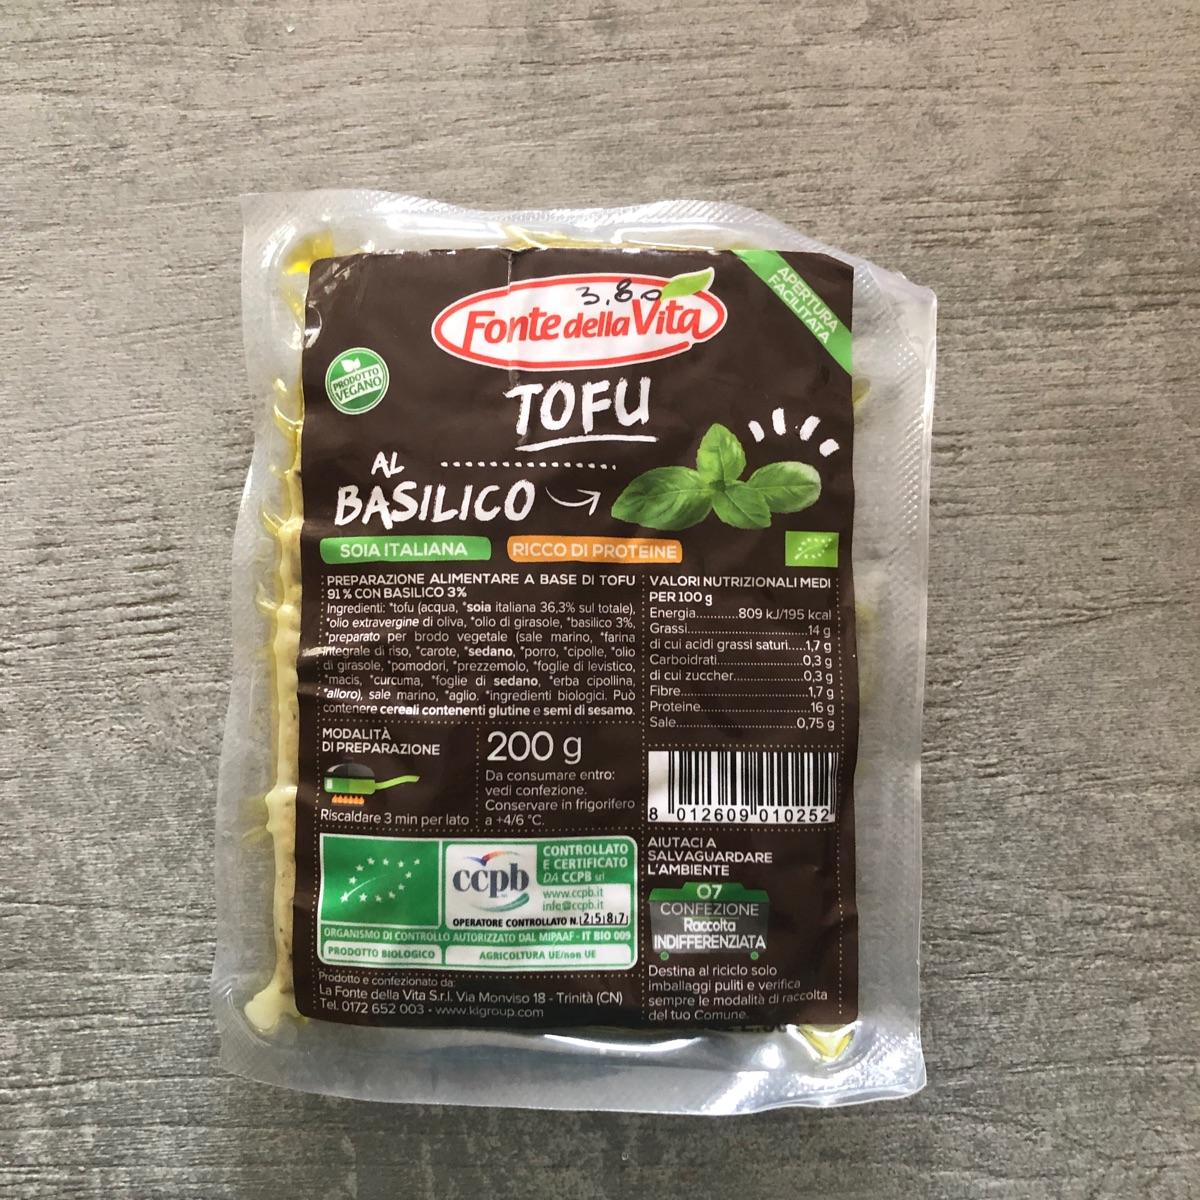 3.80
Fonte della Vita
APERTURA
FACILITATA
PRODOTTO
VEGANO
TOFU
AL
BASILICO
SOIA ITALIANA
RICCO DI PROTEINE
PREPARAZIONE ALIMENTARE A BASE DI TOFU
91% CON BASILICO 3%
Ingredienti: *tofu (acqua, *soia italiana 36,3% sul totale),
*olio extravergine di oliva, *olio di girasole, *basilico 3%,
*preparato per brodo vegetale (sale marino, *farina
integrale di riso, *carote, *sedano, *porro, *cipolle, *olio
di girasole, *pomodori, *prezzemolo, *foglie di levistico,
*macis, *curcuma, *foglie di sedano, *erba cipollina,
*alloro), sale marino, *aglio. *ingredienti biologici. Può
contenere cereali contenenti glutine e semi di sesamo.
VALORI NUTRIZIONALI MEDI
PER 100 g
Energia............809 kJ/195 kcal
Grassi..............................14 g
di cui acidi grassi saturi.....1,7 g
Carboidrati.......................0,3 g
di cui zuccheri...................0,3 g
Fibre.................................1,7 g
Proteine............................16 g
Sale.................................0,75 g
MODALITÀ
DI PREPARAZIONE
Riscaldare 3 min per lato
200 g
Da consumare entro:
vedi confezione.
Conservare in frigorifero
a +4/6 °C.
8 012609 010252
ccpb
CONTROLLATO
E CERTIFICATO
DA CCPB srl
www.ccpb.it
info@ccpb.it
OPERATORE CONTROLLATO N. 2587
ORGANISMO DI CONTROLLO AUTORIZZATO DAL MIPAAF - IT BIO 009
PRODOTTO BIOLOGICO
AGRICOLTURA UE/non UE
AIUTACI A
SALVAGUARDARE
L'AMBIENTE
07
CONFEZIONE
Raccolta
INDIFFERENZIATA
Destina al riciclo solo
imballaggi puliti e verifica
sempre le modalità di raccolta
del tuo Comune.
Prodotto e confezionato da:
La Fonte della Vita S.r.l. Via Monviso 18 - Trinità (CN)
Tel. 0172 652 003 • www.kigroup.com